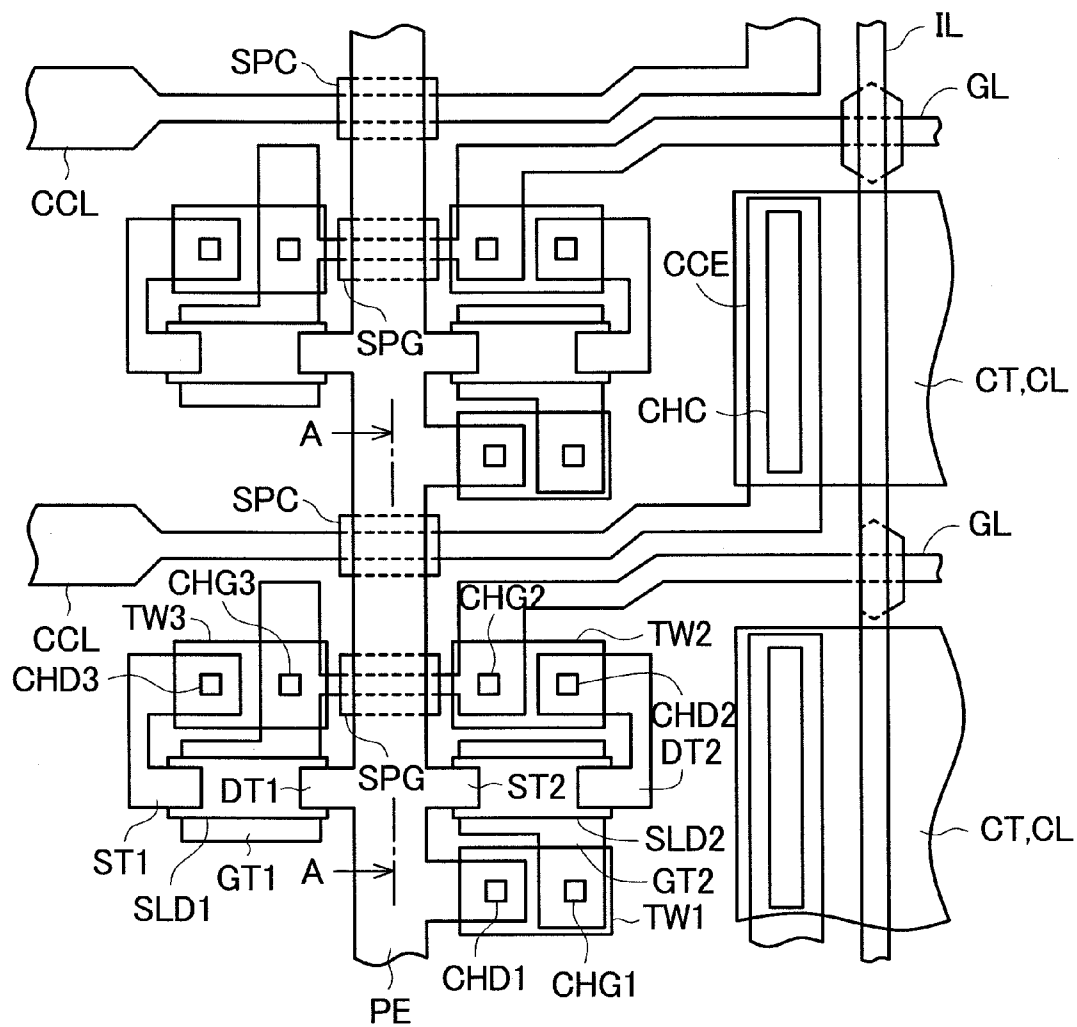 IL
SPC
GL
CCL
CCE
SPG
CT,CL
CHC
A
SPC
GL
CHG3
CHG2
CCL
TW3
TW2
CHD3
CHD2
DT2
SPG
DT1
ST2
ST1
GT1
SLD2
CT,CL
A
GT2
SLD1
TW1
CHD1
CHG1
PE